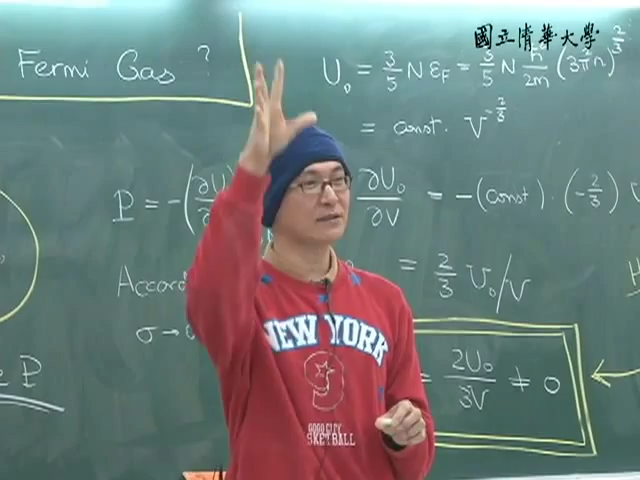 國立清華大學
Fermi Gas ?
U₀ = 3/5 N ε_F = 3/5 N ħ²/2m (3π²n)^(2/3)
= const. V^(-2/3)
P = -(∂U/∂
∂U₀/∂V = -(const)·(-2/3)
Accord
= 2/3 U₀/V
σ→
P
= 2U₀/3V ≠ 0
NEW YORK
9